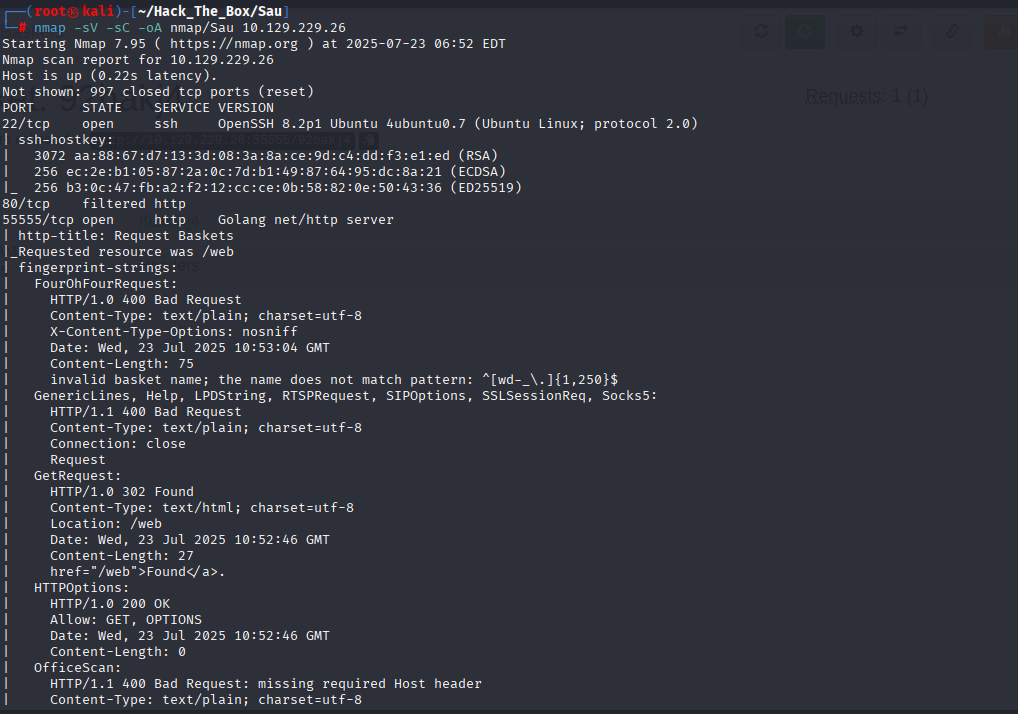 ┌──(root㉿kali)-[~/Hack_The_Box/Sau]
└─# nmap -sV -sC -oA nmap/Sau 10.129.229.26
Starting Nmap 7.95 ( https://nmap.org ) at 2025-07-23 06:52 EDT
Nmap scan report for 10.129.229.26
Host is up (0.22s latency).
Not shown: 997 closed tcp ports (reset)
Requests: 1 (1)
PORT      STATE    SERVICE VERSION
22/tcp    open     ssh     OpenSSH 8.2p1 Ubuntu 4ubuntu0.7 (Ubuntu Linux; protocol 2.0)
| ssh-hostkey:
|   3072 aa:88:67:d7:13:3d:08:3a:8a:ce:9d:c4:dd:f3:e1:ed (RSA)
|   256 ec:2e:b1:05:87:2a:0c:7d:b1:49:87:64:95:dc:8a:21 (ECDSA)
|_  256 b3:0c:47:fb:a2:f2:12:cc:ce:0b:58:82:0e:50:43:36 (ED25519)
80/tcp    filtered http
55555/tcp open     http    Golang net/http server
| http-title: Request Baskets
|_Requested resource was /web
| fingerprint-strings:
|   FourOhFourRequest:
|     HTTP/1.0 400 Bad Request
|     Content-Type: text/plain; charset=utf-8
|     X-Content-Type-Options: nosniff
|     Date: Wed, 23 Jul 2025 10:53:04 GMT
|     Content-Length: 75
|     invalid basket name; the name does not match pattern: ^[wd-_\.]{1,250}$
|   GenericLines, Help, LPDString, RTSPRequest, SIPOptions, SSLSessionReq, Socks5:
|     HTTP/1.1 400 Bad Request
|     Content-Type: text/plain; charset=utf-8
|     Connection: close
|     Request
|   GetRequest:
|     HTTP/1.0 302 Found
|     Content-Type: text/html; charset=utf-8
|     Location: /web
|     Date: Wed, 23 Jul 2025 10:52:46 GMT
|     Content-Length: 27
|     href="/web">Found</a>.
|   HTTPOptions:
|     HTTP/1.0 200 OK
|     Allow: GET, OPTIONS
|     Date: Wed, 23 Jul 2025 10:52:46 GMT
|     Content-Length: 0
|   OfficeScan:
|     HTTP/1.1 400 Bad Request: missing required Host header
|     Content-Type: text/plain; charset=utf-8